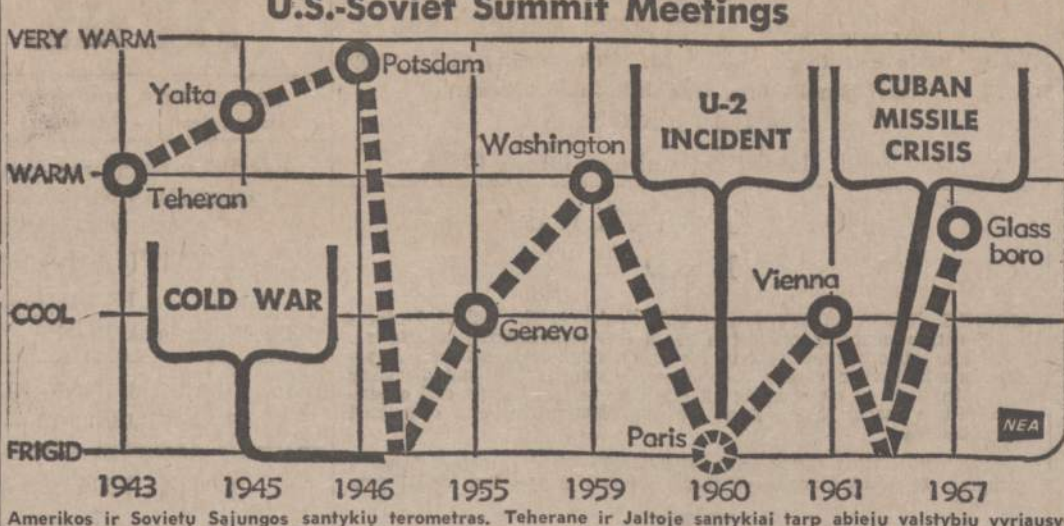 U.S.-Soviet Summit Meetings
VERY WARM
Potsdam
Yalta
CUBAN
MISSILE
CRISIS
U-2
INCIDENT
Washington
WARM
Teheran
Glass
boro
Vienna
COLD WAR
COOL
Geneva
NEA
Paris
FRIGID
1943 1945 1946 1955 1959 1960 1961 1967
Amerikos ir Sovietų Sąjungos santykių terometras. Teherane ir Jaltoje santykiai tarp abiejų valstybių vyriausy